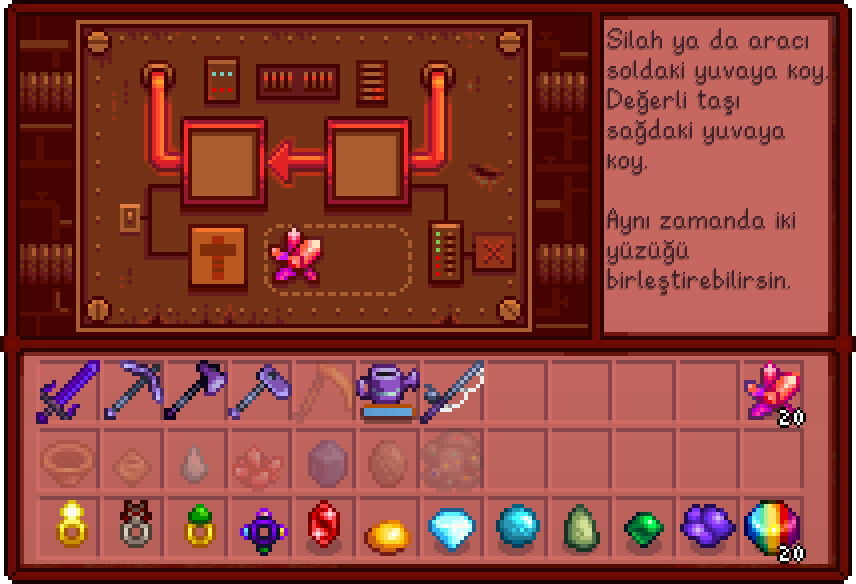 Silah ya da aracı
soldaki yuvaya koy.
Değerli taşı
sağdaki yuvaya
koy.
Aynı zamanda iki
yüzüğü
birleştirebilirsin.
20
20